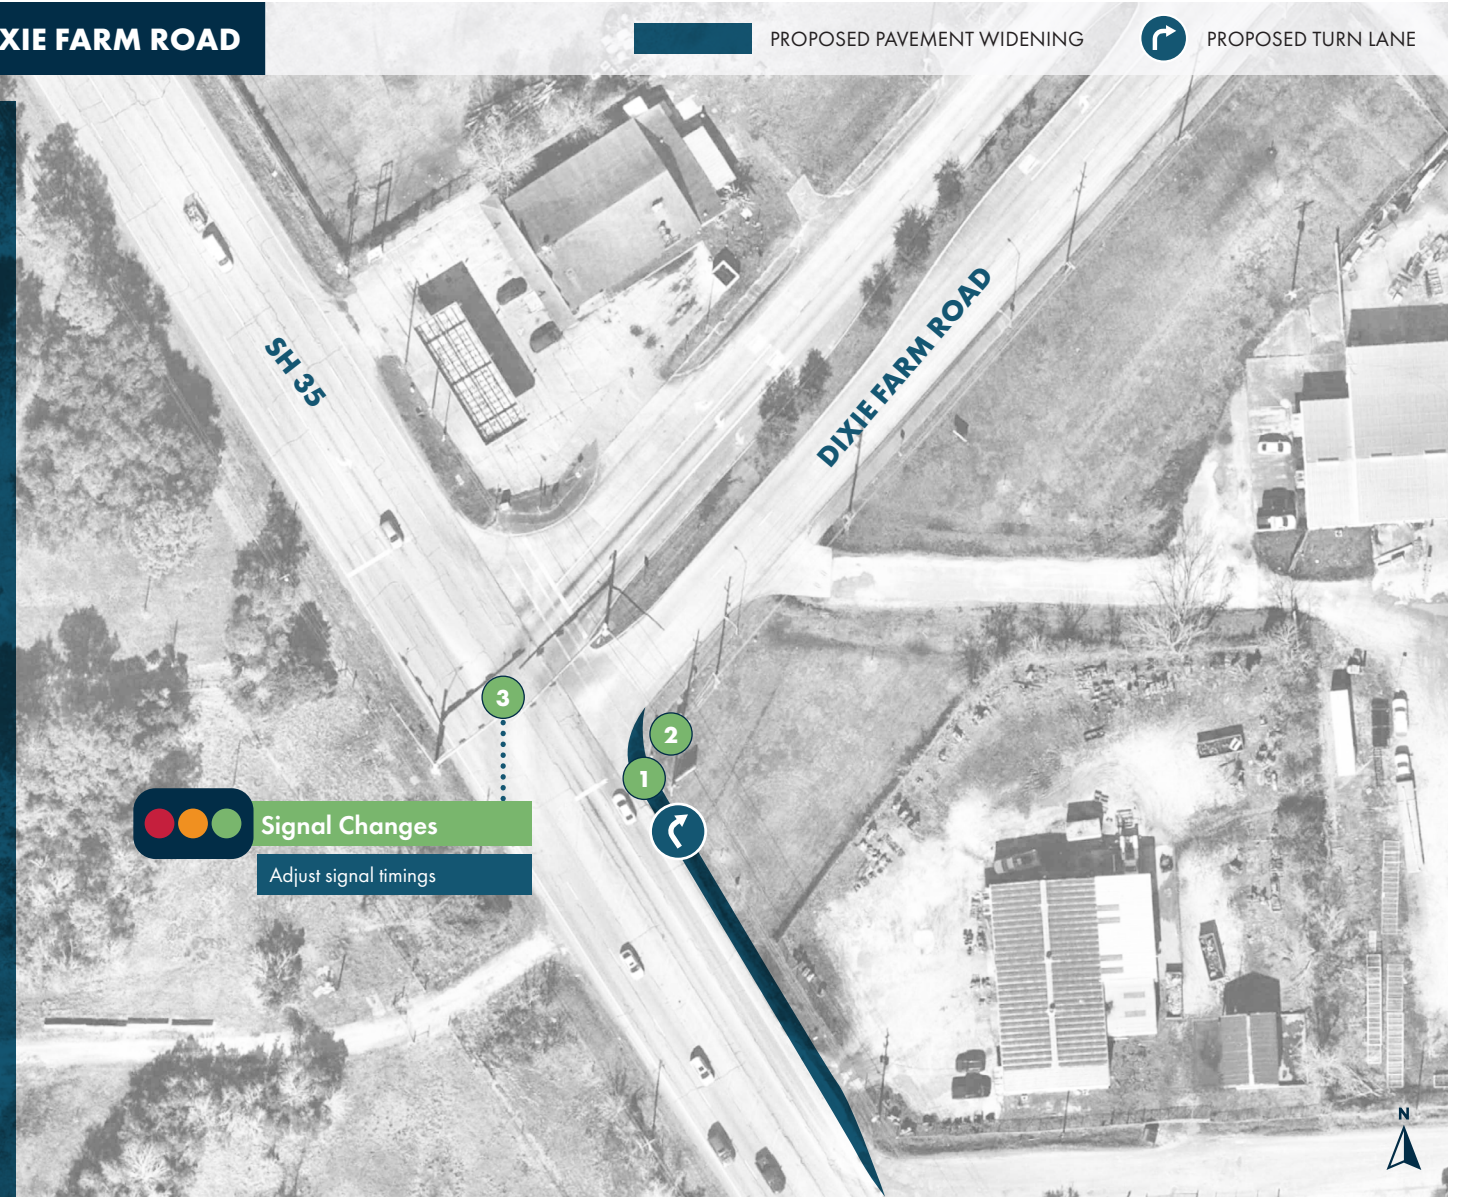 XIE FARM ROAD
PROPOSED PAVEMENT WIDENING
PROPOSED TURN LANE
SH 35
DIXIE FARM ROAD
3
2
1
Signal Changes
Adjust signal timings
N